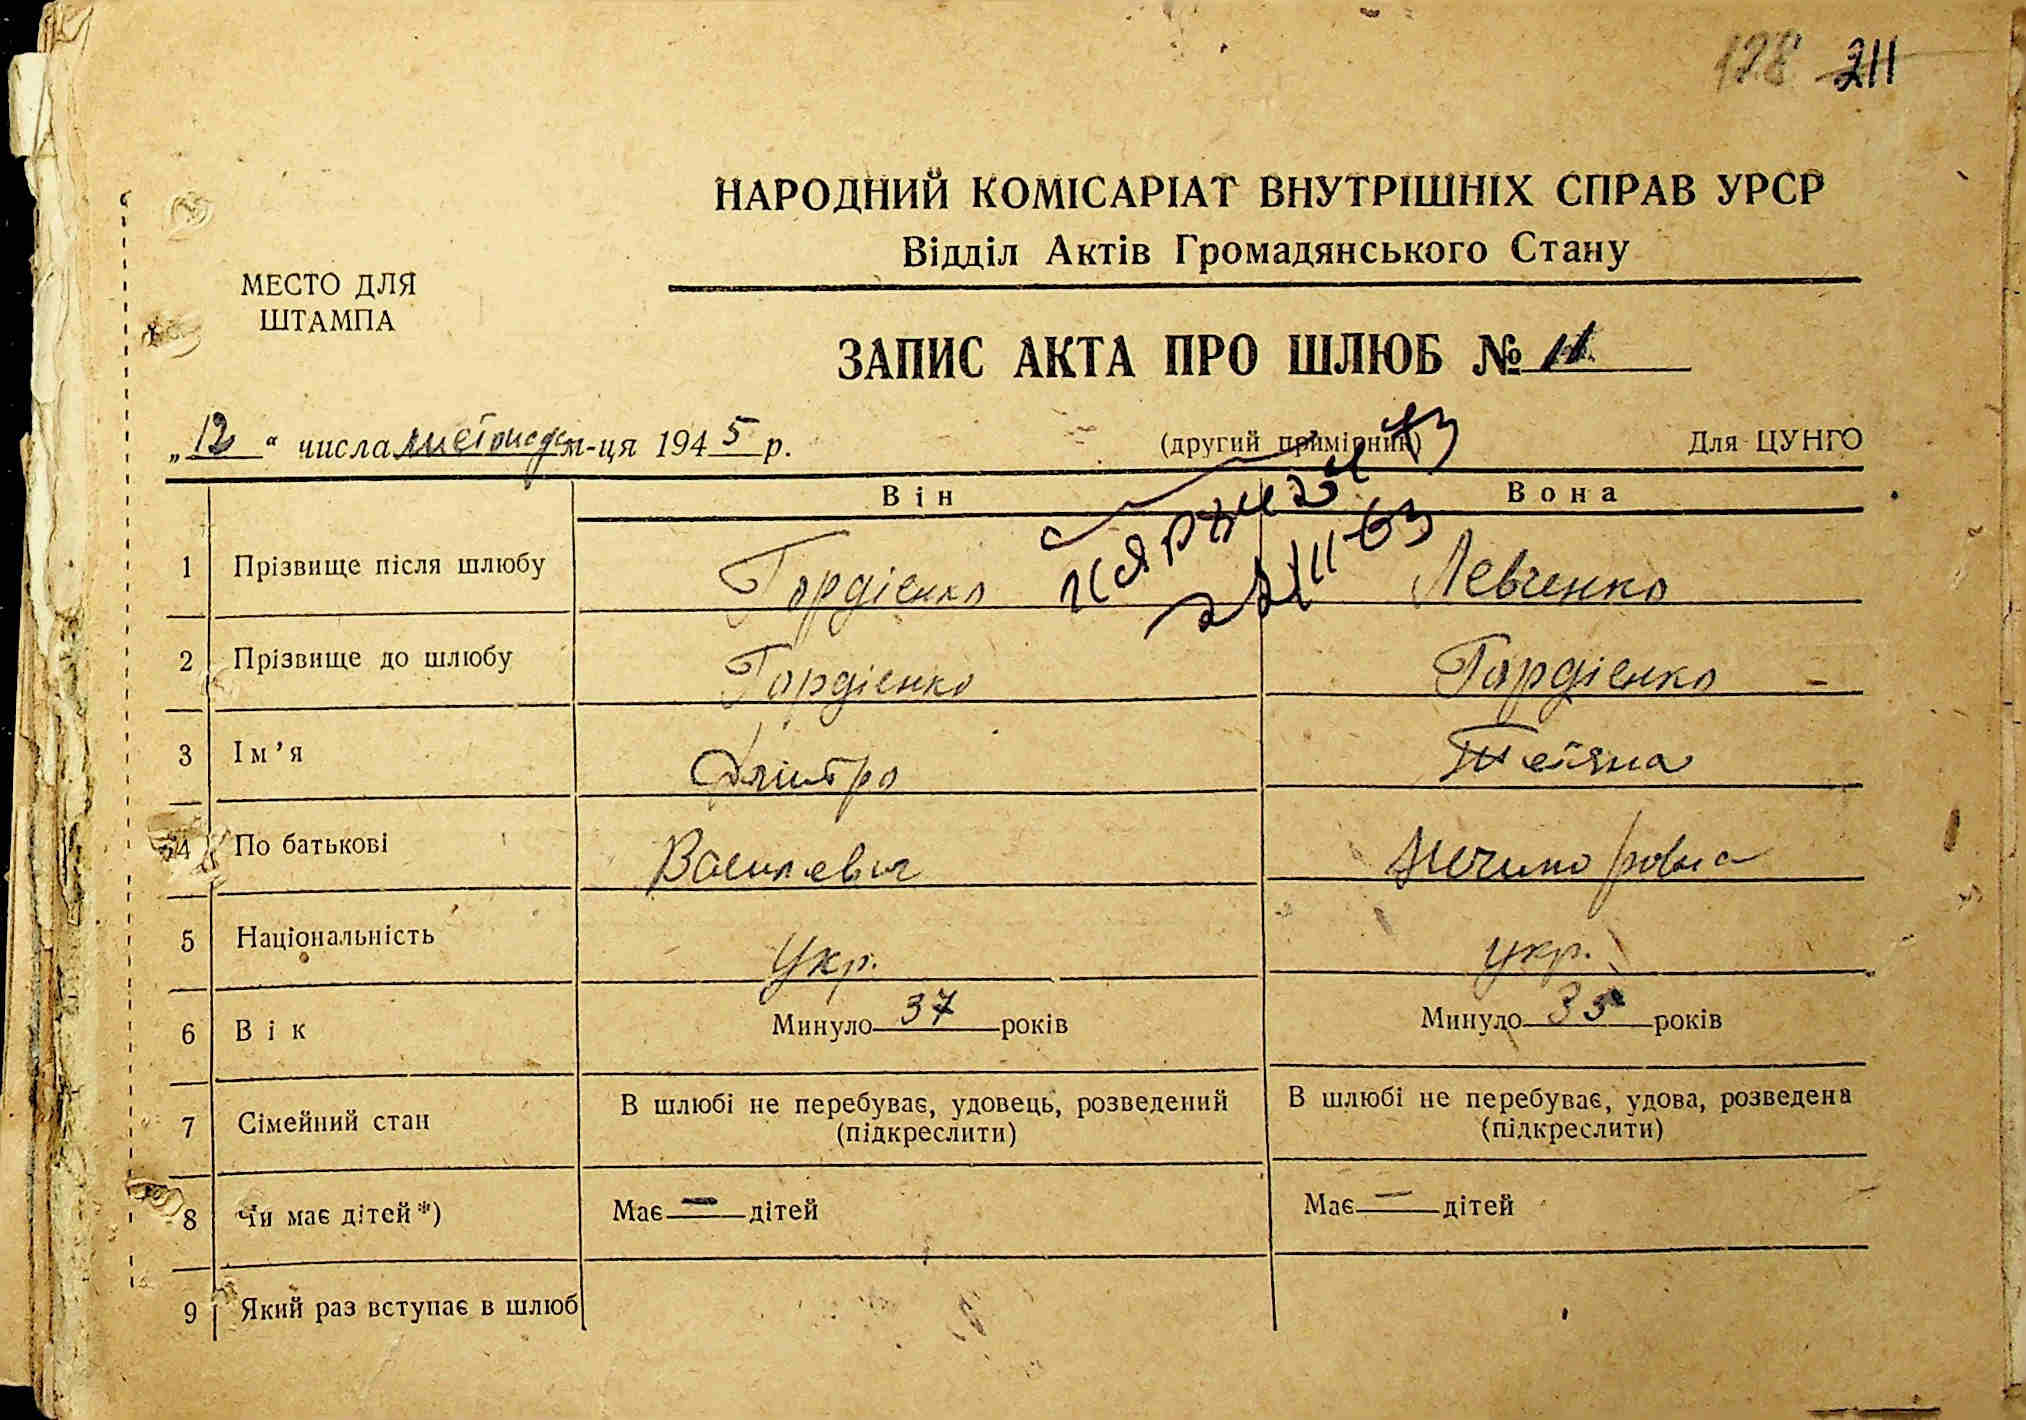 128 211
НАРОДНИЙ КОМІСАРІАТ ВНУТРІШНІХ СПРАВ УРСР
Відділ Актів Громадянського Стану
МЕСТО ДЛЯ
ШТАМПА
ЗАПИС АКТА ПРО ШЛЮБ № 11
„12“ числа листопада м-ця 1945 р. (другий примірник) Для ЦУНГО
Він Вона
1 Прізвище після шлюбу Гордієнко Левченко
2 Прізвище до шлюбу Гордієнко Гордієнко
3 Ім’я Дмитро Тетяна
4 По батькові Василевич
5 Національність Укр. укр.
6 Вік Минуло 37 років Минуло 35 років
7 Сімейний стан В шлюбі не перебуває, удовець, розведений (підкреслити) В шлюбі не перебуває, удова, розведена (підкреслити)
8 Чи має дітей*) Має — дітей Має — дітей
9 Який раз вступає в шлюб